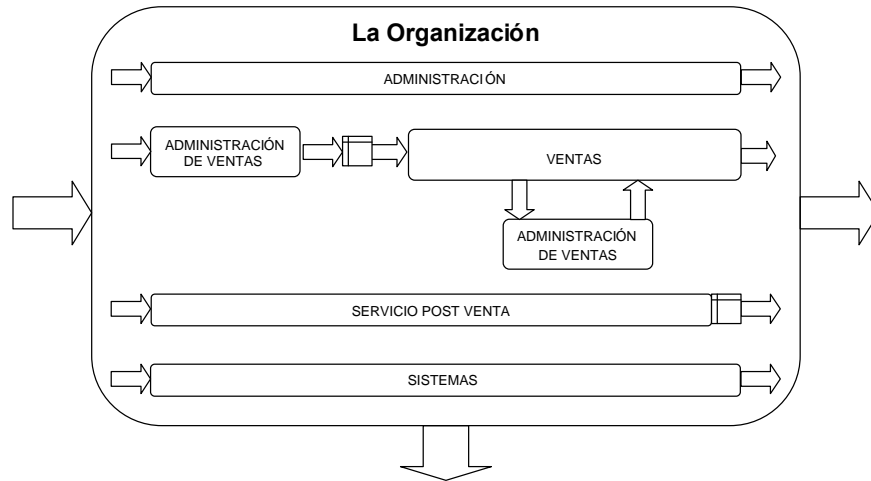 La Organización
ADMINISTRACIÓN
ADMINISTRACIÓN
DE VENTAS
VENTAS
ADMINISTRACIÓN
DE VENTAS
SERVICIO POST VENTA
SISTEMAS